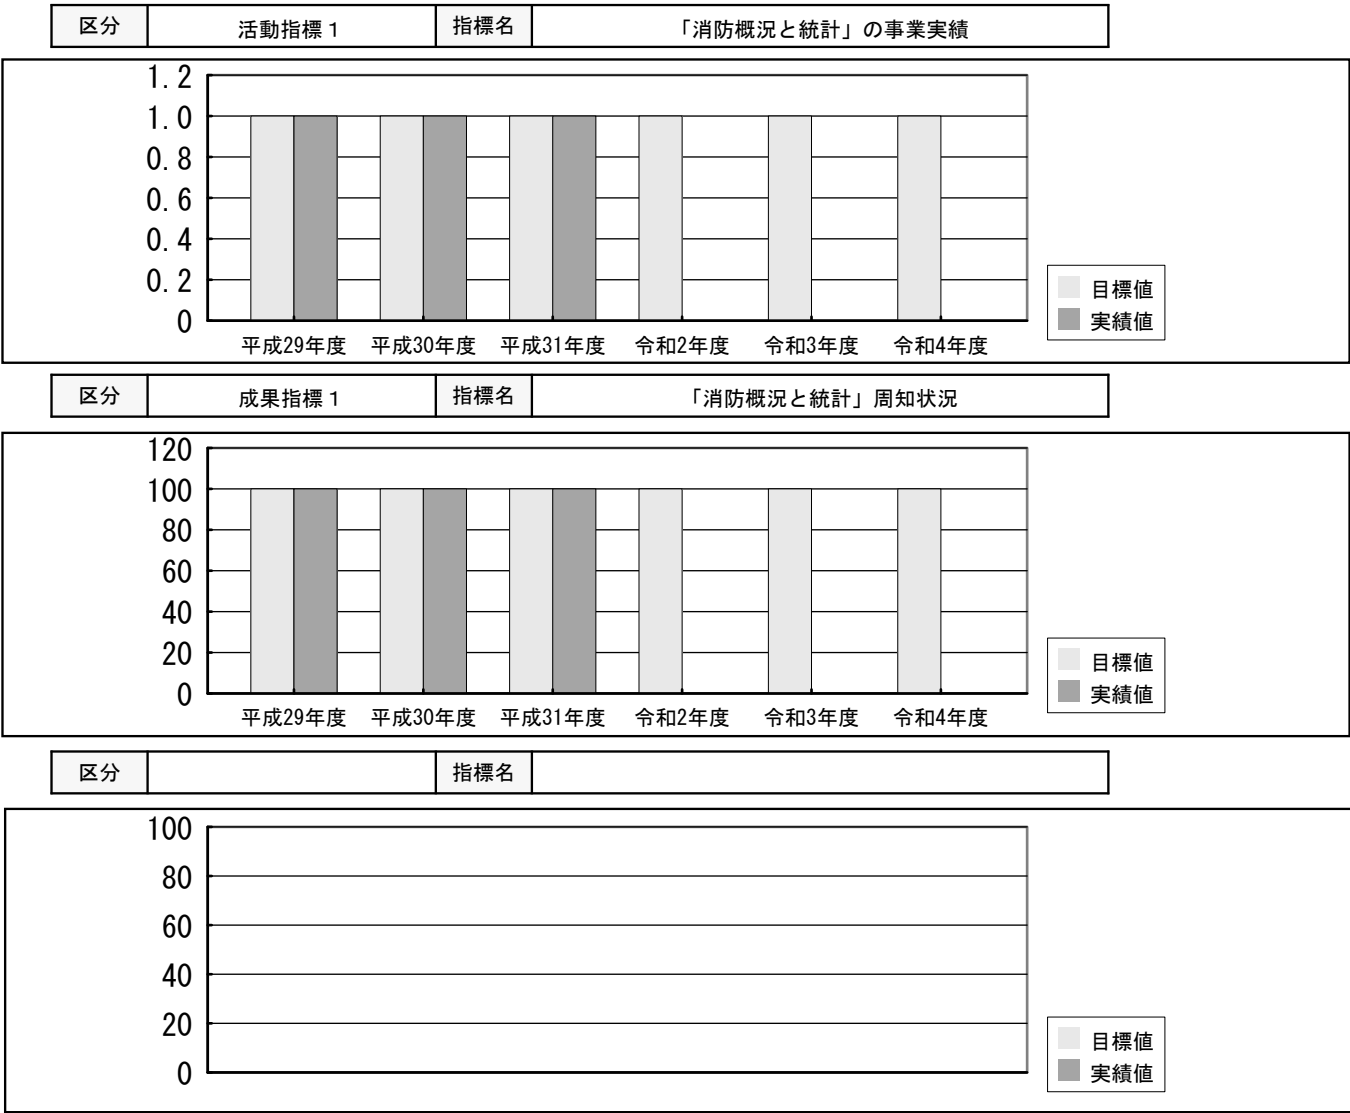 区分 活動指標１ 指標名 「消防概況と統計」の事業実績
1.2
1.0
0.8
0.6
0.4
0.2
0
平成29年度 平成30年度 平成31年度 令和2年度 令和3年度 令和4年度
目標値
実績値
区分 成果指標１ 指標名 「消防概況と統計」周知状況
120
100
80
60
40
20
0
平成29年度 平成30年度 平成31年度 令和2年度 令和3年度 令和4年度
目標値
実績値
区分 指標名
100
80
60
40
20
0
目標値
実績値